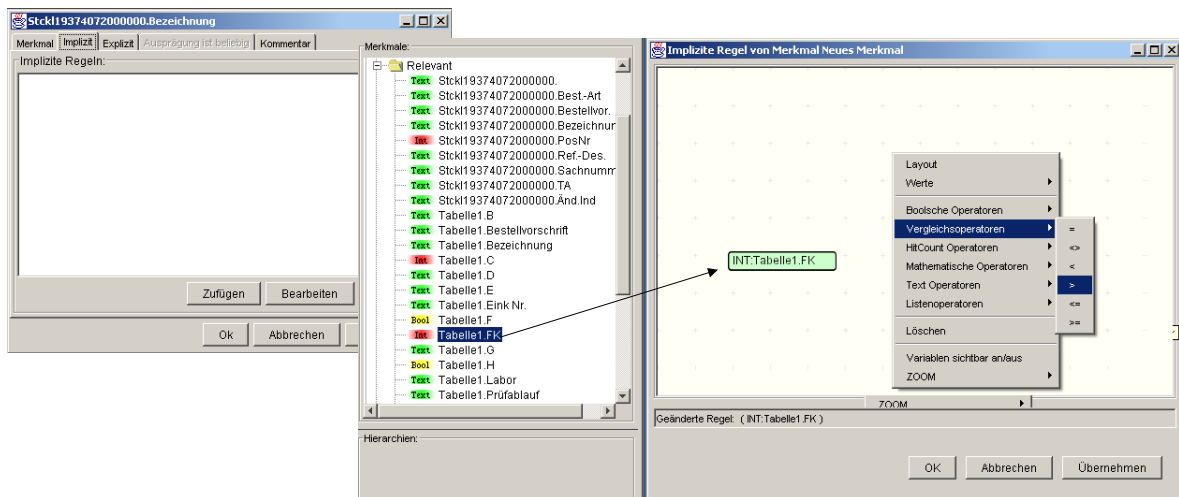 Stckl19374072000000.Bezeichnung
Merkmal Implizit Explizit Ausprägung ist beliebig Kommentar
Implizite Regeln:
Zufügen Bearbeiten
Ok Abbrechen
Merkmale:
Relevant
Text Stckl19374072000000.
Text Stckl19374072000000.Best.-Art
Text Stckl19374072000000.Bestellvor.
Text Stckl19374072000000.Bezeichnur
Int Stckl19374072000000.PosNr
Text Stckl19374072000000.Ref.-Des.
Text Stckl19374072000000.Sachnumm
Text Stckl19374072000000.TA
Text Stckl19374072000000.Änd.Ind
Text Tabelle1.B
Text Tabelle1.Bestellvorschrift
Text Tabelle1.Bezeichnung
Int Tabelle1.C
Text Tabelle1.D
Text Tabelle1.E
Text Tabelle1.Eink Nr.
Bool Tabelle1.F
Int Tabelle1.FK
Text Tabelle1.G
Bool Tabelle1.H
Text Tabelle1.Labor
Text Tabelle1.Prüfablauf
Hierarchien:
Implizite Regel von Merkmal Neues Merkmal
INT:Tabelle1.FK
Layout
Werte
Boolsche Operatoren
Vergleichsoperatoren
HitCount Operatoren
Mathematische Operatoren
Text Operatoren
Listenoperatoren
Löschen
Variablen sichtbar an/aus
ZOOM
=
<>
<
>
<=
>=
ZOOM
Geänderte Regel: ( INT:Tabelle1.FK )
OK Abbrechen Übernehmen